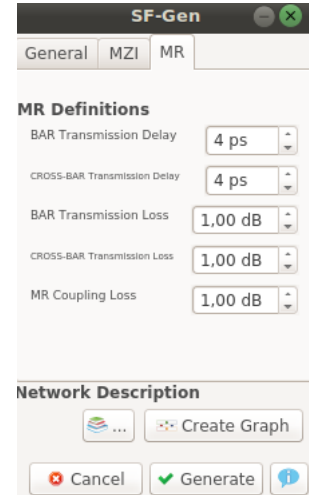 SF-Gen
General MZI MR
MR Definitions
BAR Transmission Delay 4 ps
CROSS-BAR Transmission Delay 4 ps
BAR Transmission Loss 1,00 dB
CROSS-BAR Transmission Loss 1,00 dB
MR Coupling Loss 1,00 dB
Network Description
... Create Graph
Cancel Generate